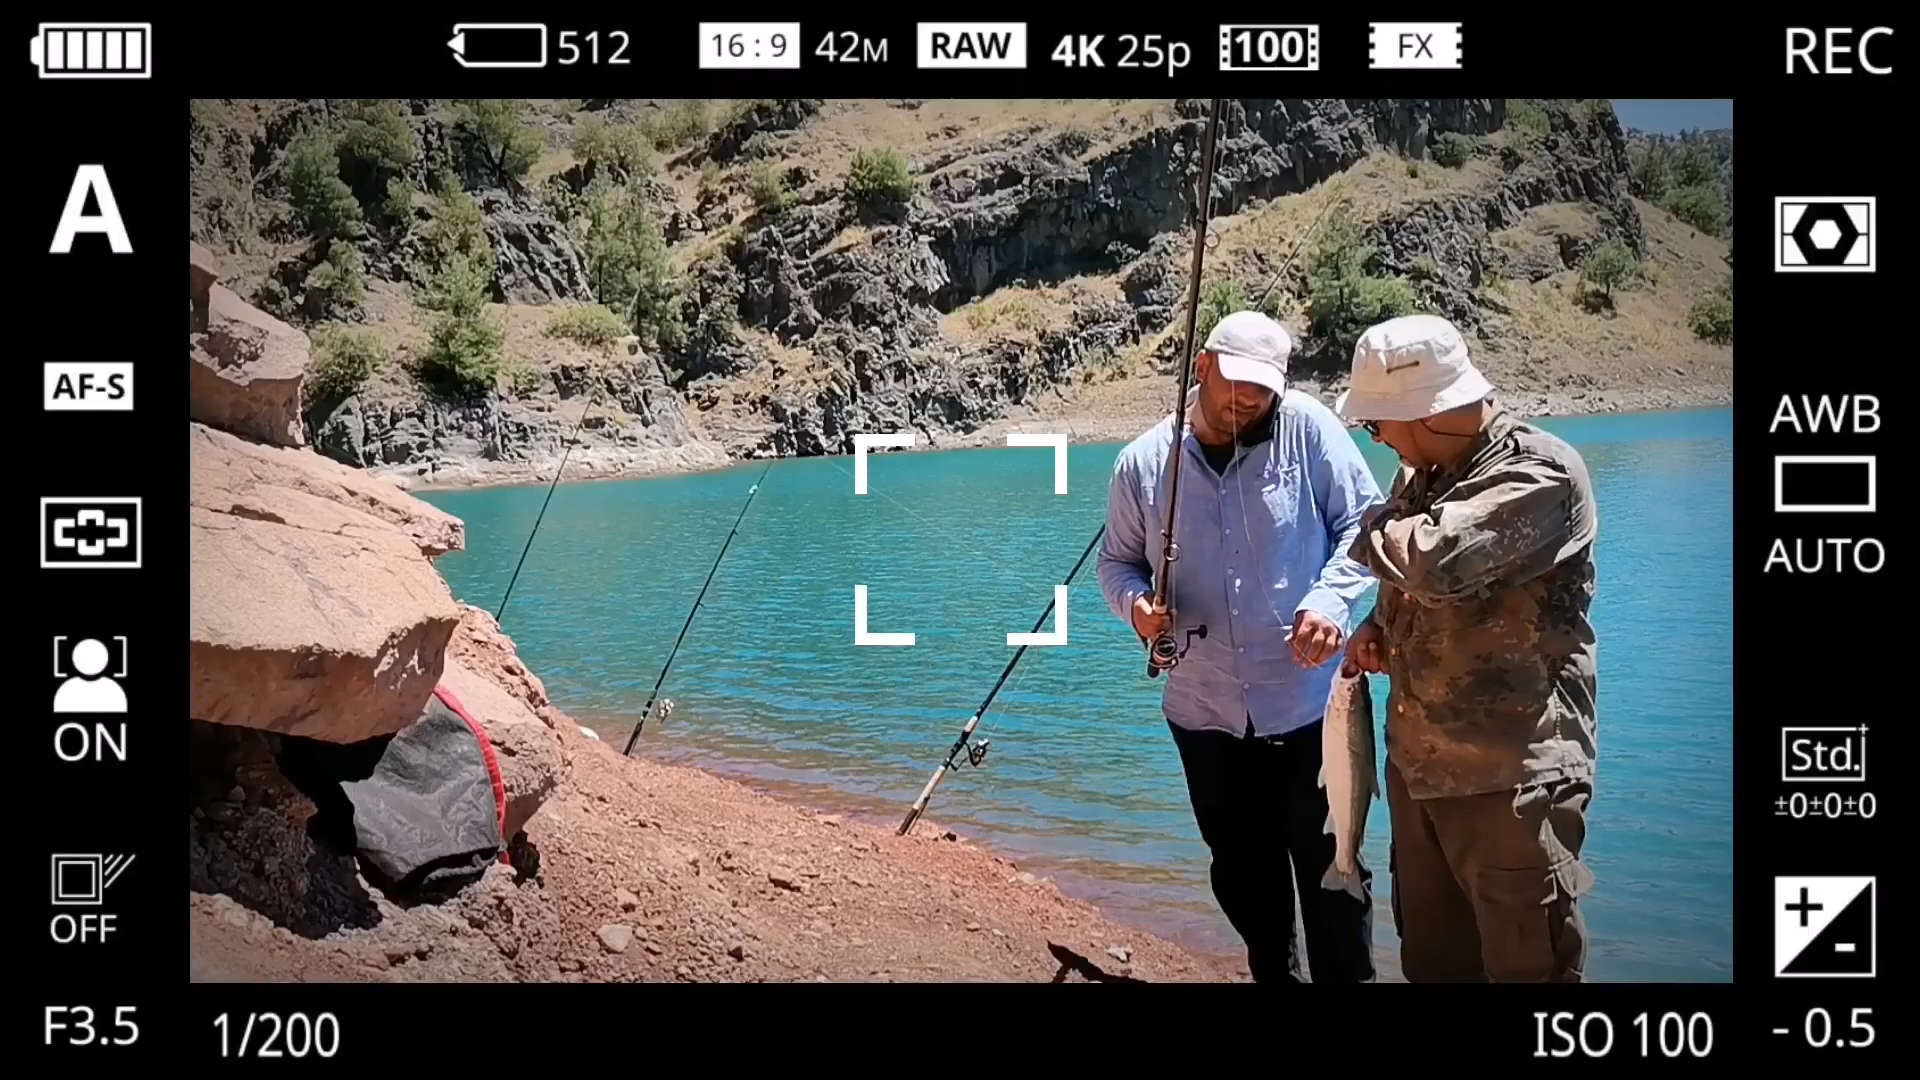 512 16:9 42M RAW 4K 25p 100 FX REC
A
AF-S
AWB
AUTO
ON
Std.+
±0±0±0
OFF
+ -
F3.5 1/200 ISO 100 - 0.5